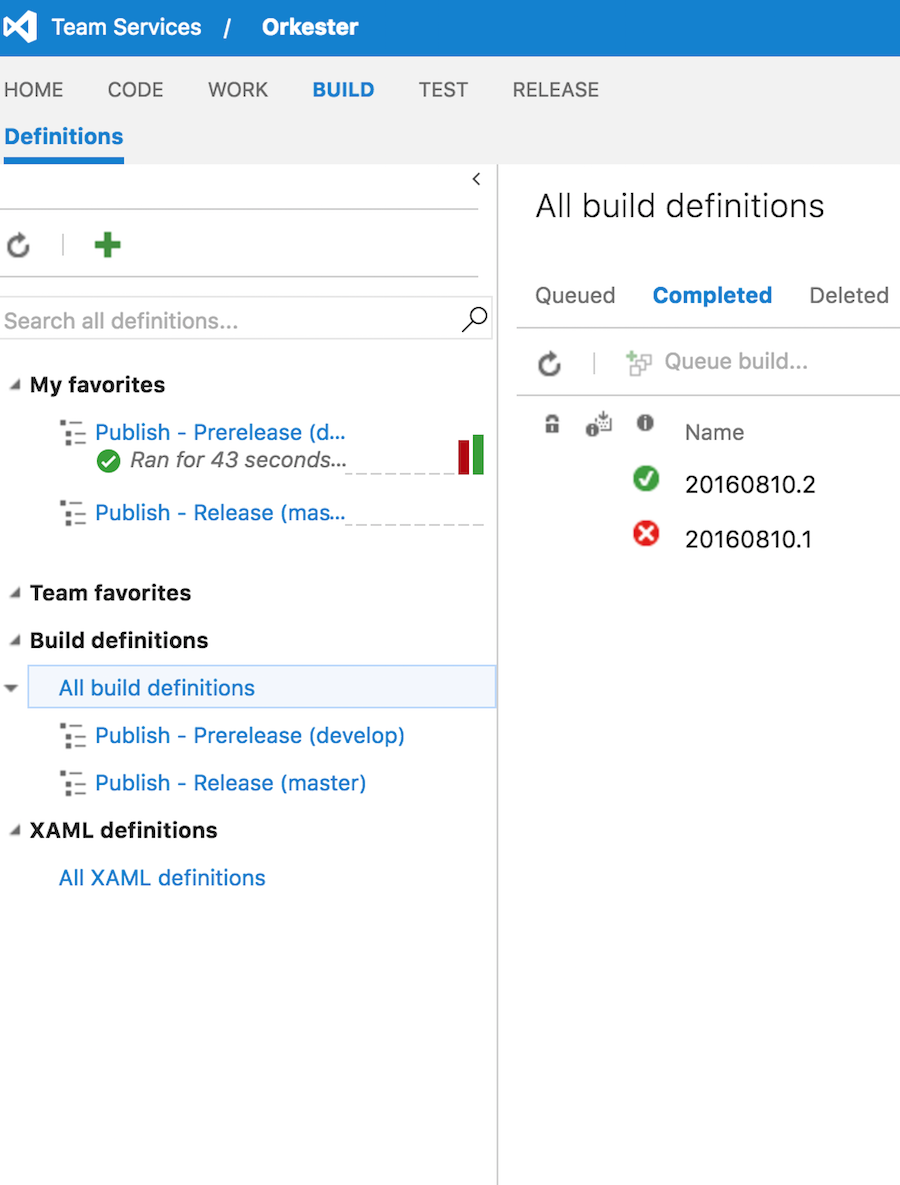 Team Services / Orkester
HOME CODE WORK BUILD TEST RELEASE
Definitions
Search all definitions...
My favorites
Publish - Prerelease (d...
Ran for 43 seconds...
Publish - Release (mas...
Team favorites
Build definitions
All build definitions
Publish - Prerelease (develop)
Publish - Release (master)
XAML definitions
All XAML definitions
All build definitions
Queued Completed Deleted
Queue build...
Name
20160810.2
20160810.1